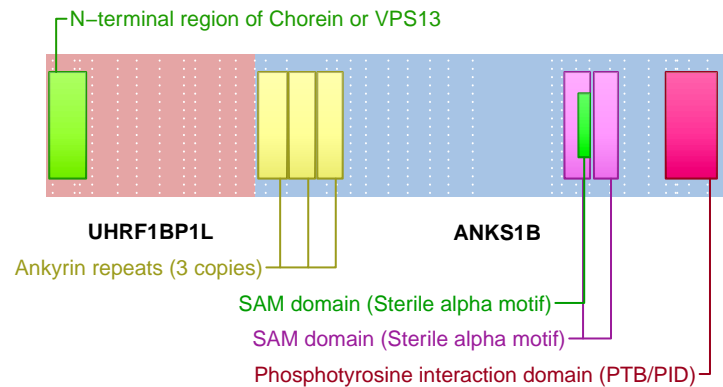 N−terminal region of Chorein or VPS13
UHRF1BP1L
ANKS1B
Ankyrin repeats (3 copies)
SAM domain (Sterile alpha motif)
SAM domain (Sterile alpha motif)
Phosphotyrosine interaction domain (PTB/PID)